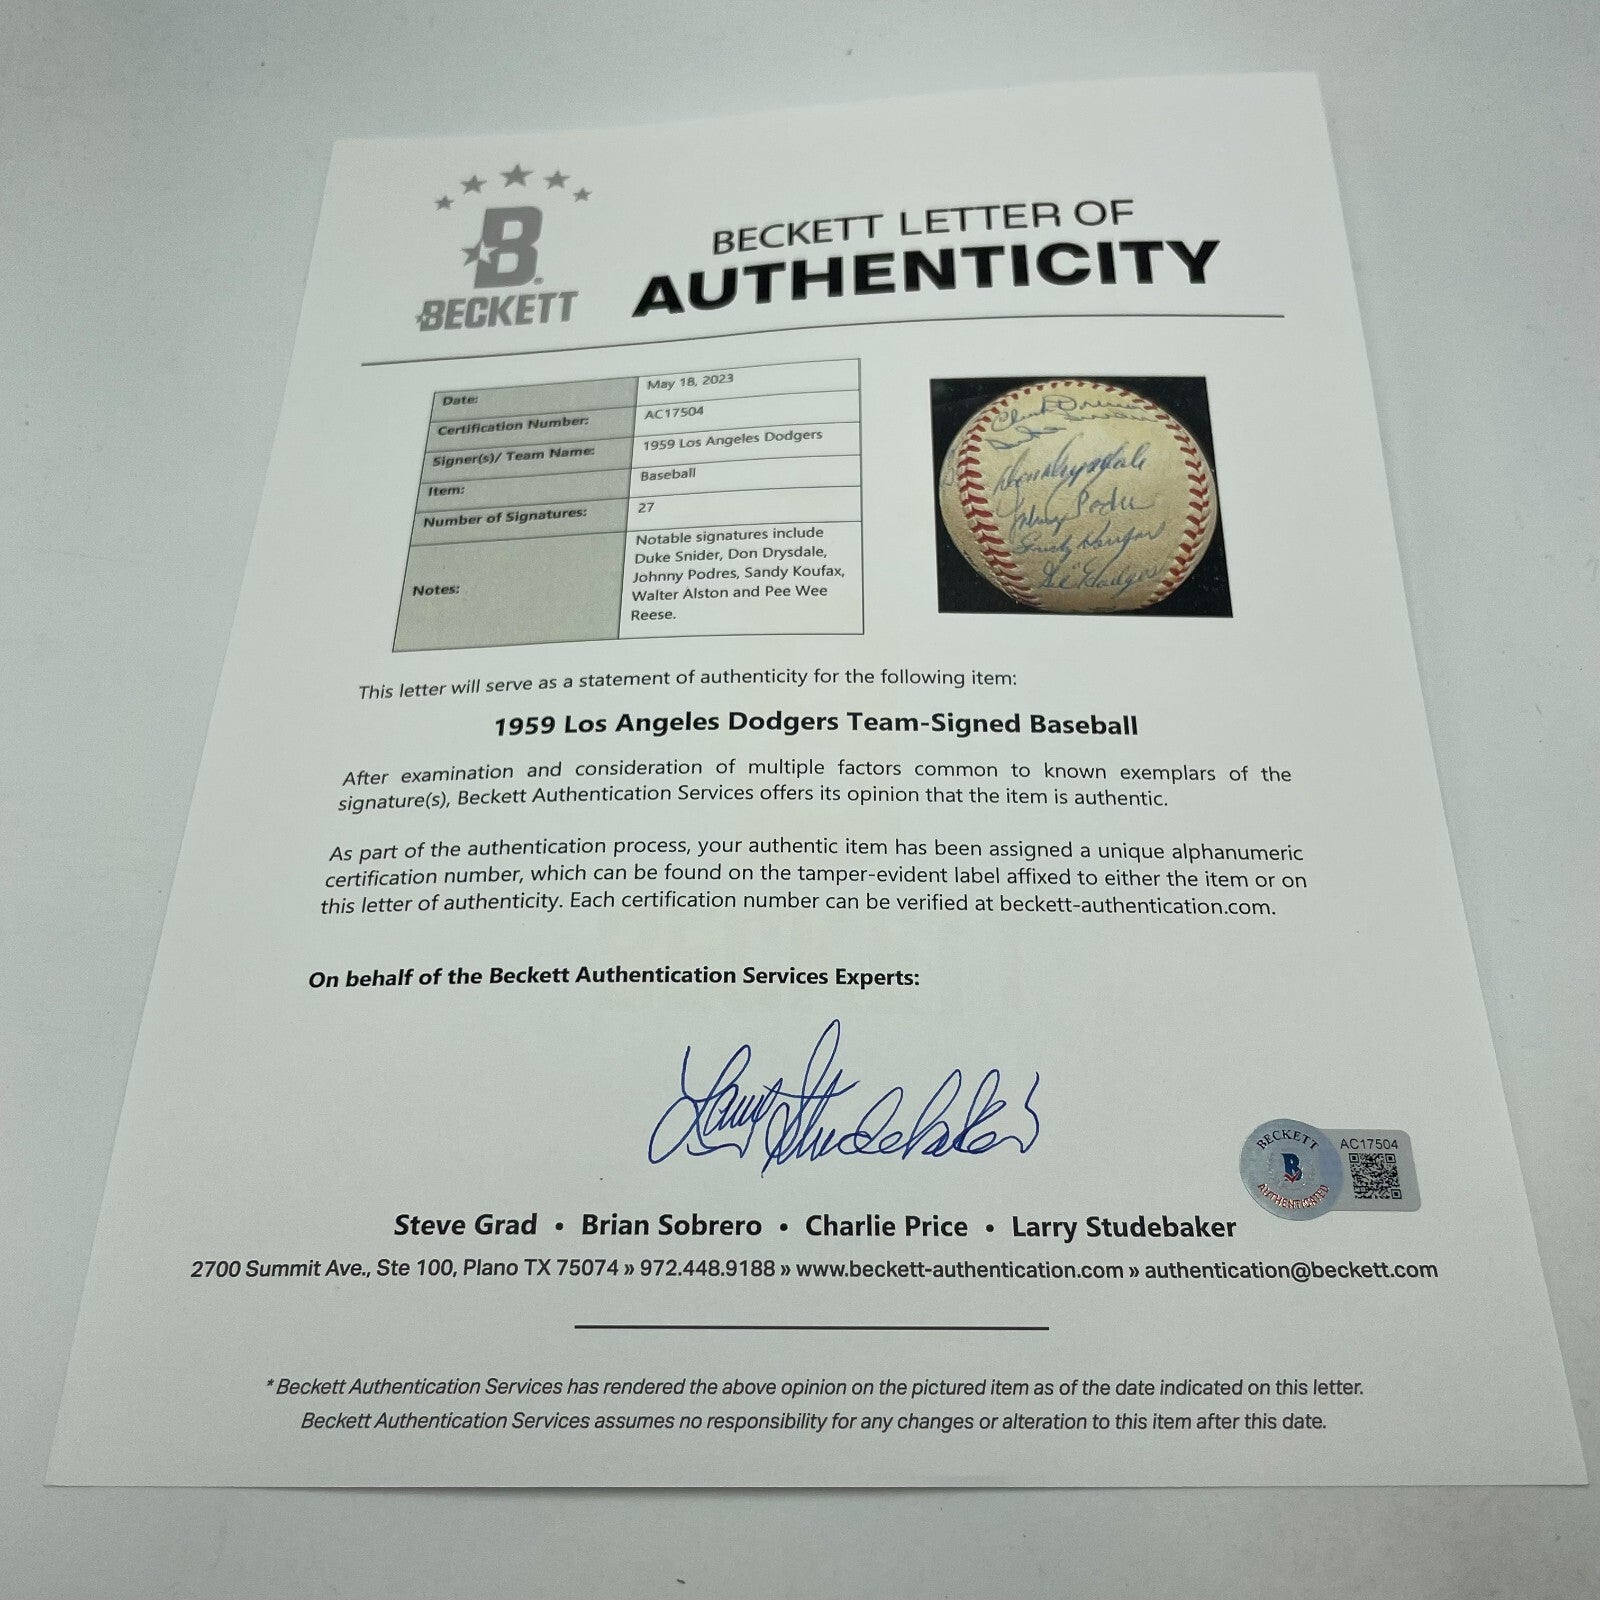 BECKETT
BECKETT LETTER OF
AUTHENTICITY
Date: May 18, 2023
Certification Number: AC17504
Signer(s)/ Team Name: 1959 Los Angeles Dodgers
Item: Baseball
Number of Signatures: 27
Notes: Notable signatures include
Duke Snider, Don Drysdale,
Johnny Podres, Sandy Koufax,
Walter Alston and Pee Wee
Reese.
Don Drysdale
Johnny Podres
Sandy Koufax
Gil Hodges
This letter will serve as a statement of authenticity for the following item:
1959 Los Angeles Dodgers Team-Signed Baseball
After examination and consideration of multiple factors common to known exemplars of the
signature(s), Beckett Authentication Services offers its opinion that the item is authentic.
As part of the authentication process, your authentic item has been assigned a unique alphanumeric
certification number, which can be found on the tamper-evident label affixed to either the item or on
this letter of authenticity. Each certification number can be verified at beckett-authentication.com.
On behalf of the Beckett Authentication Services Experts:
Larry Studebaker
BECKETT
B
AUTHENTICATED
AC17504
Steve Grad • Brian Sobrero • Charlie Price • Larry Studebaker
2700 Summit Ave., Ste 100, Plano TX 75074 » 972.448.9188 » www.beckett-authentication.com » authentication@beckett.com
* Beckett Authentication Services has rendered the above opinion on the pictured item as of the date indicated on this letter.
Beckett Authentication Services assumes no responsibility for any changes or alteration to this item after this date.